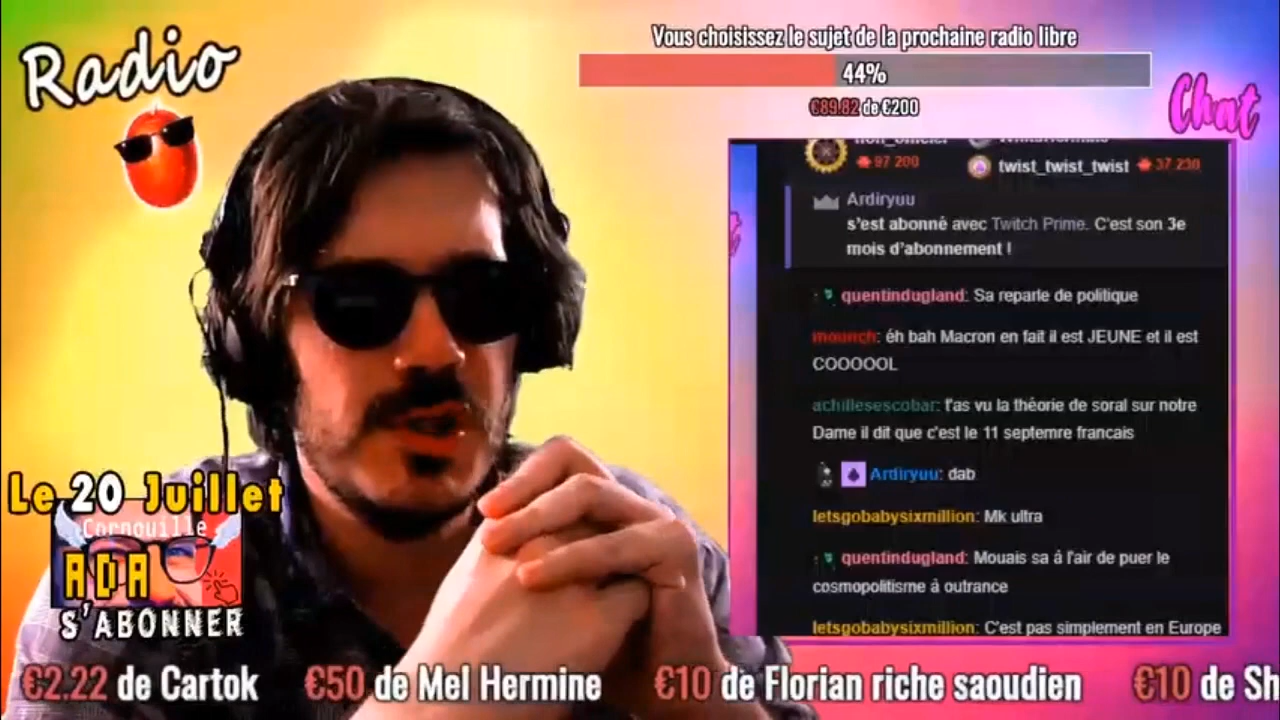 Radio
Vous choisissez le sujet de la prochaine radio libre
44%
€89.82 de €200
Chat
97 200
twist_twist_twist 37 230
Ardiryuu
s'est abonné avec Twitch Prime. C'est son 3e
mois d'abonnement !
quentindugland: Sa reparle de politique
mounch: éh bah Macron en fait il est JEUNE et il est
COOOOOL
achillesescobar: t'as vu la théorie de soral sur notre
Dame il dit que c'est le 11 septemre francais
Ardiryuu: dab
letsgobabysixmillion: Mk ultra
quentindugland: Mouais sa á l'air de puer le
cosmopolitisme à outrance
letsgobabysixmillion: C'est pas simplement en Europe
Le 20 Juillet
Cornouille
ADA
S'ABONNER
€2.22 de Cartok €50 de Mel Hermine €10 de Florian riche saoudien €10 de Sh